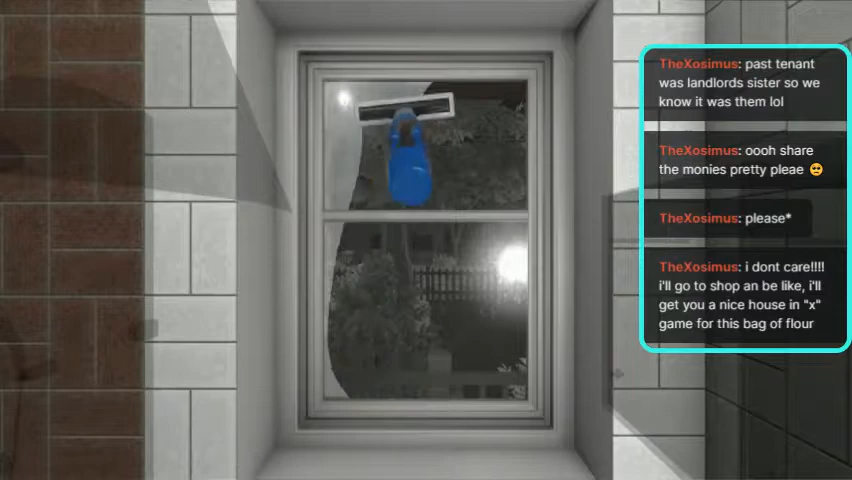 TheXosimus: past tenant
was landlords sister so we
know it was them lol
TheXosimus: oooh share
the monies pretty pleae 🥺
TheXosimus: please*
TheXosimus: i dont care!!!!
i'll go to shop an be like, i'll
get you a nice house in "x"
game for this bag of flour